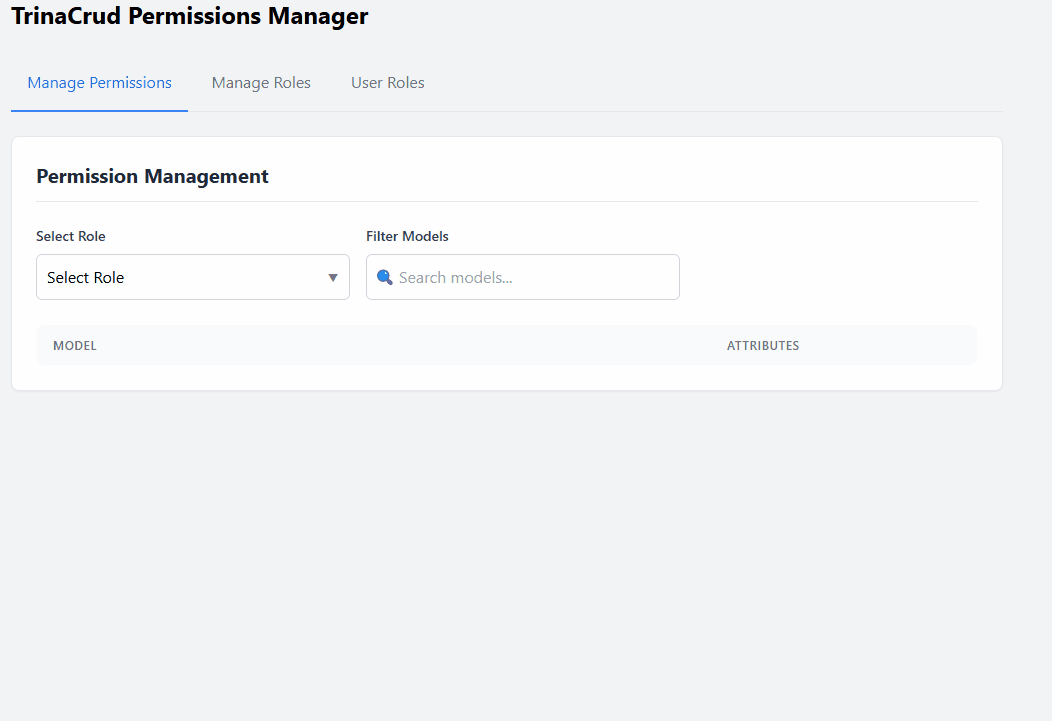 TrinaCrud Permissions Manager
Manage Permissions Manage Roles User Roles
Permission Management
Select Role Filter Models
Select Role Search models...
MODEL ATTRIBUTES